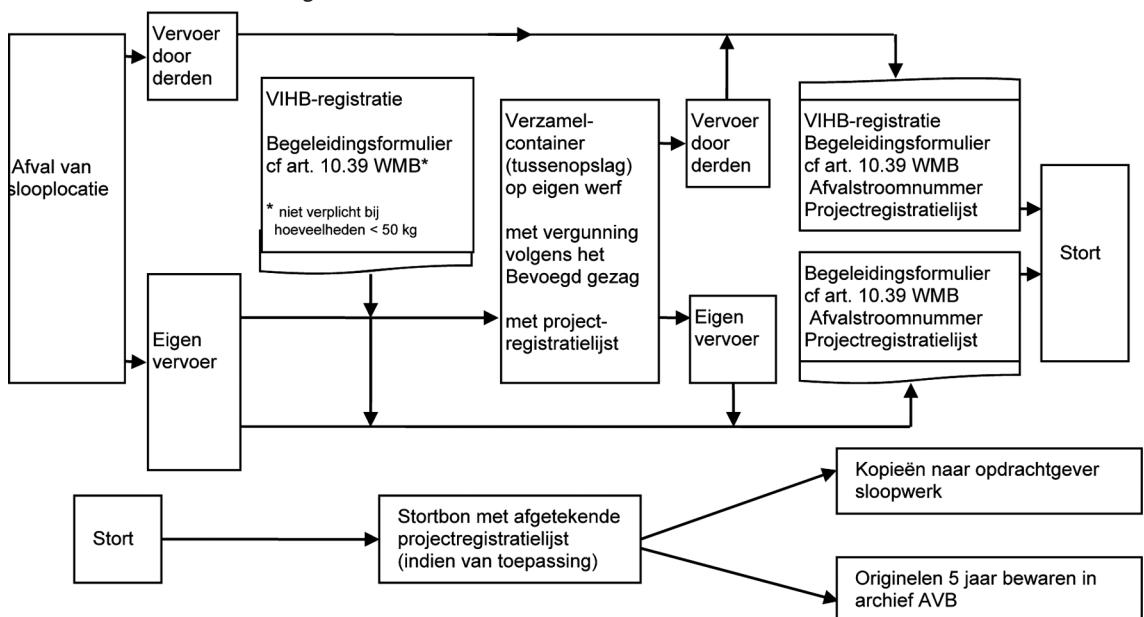 Vervoer
door
derden
Afval van
slooplocatie
VIHB-registratie
Begeleidingsformulier
cf art. 10.39 WMB*
* niet verplicht bij
hoeveelheden < 50 kg
Eigen
vervoer
Verzamel-
container
(tussenopslag)
op eigen werf
met vergunning
volgens het
Bevoegd gezag
met project-
registratielijst
Vervoer
door
derden
Eigen
vervoer
VIHB-registratie
Begeleidingsformulier
cf art. 10.39 WMB
Afvalstroomnummer
Projectregistratielijst
Begeleidingsformulier
cf art. 10.39 WMB
Afvalstroomnummer
Projectregistratielijst
Stort
Stort
Stortbon met afgetekende
projectregistratielijst
(indien van toepassing)
Kopieën naar opdrachtgever
sloopwerk
Originelen 5 jaar bewaren in
archief AVB